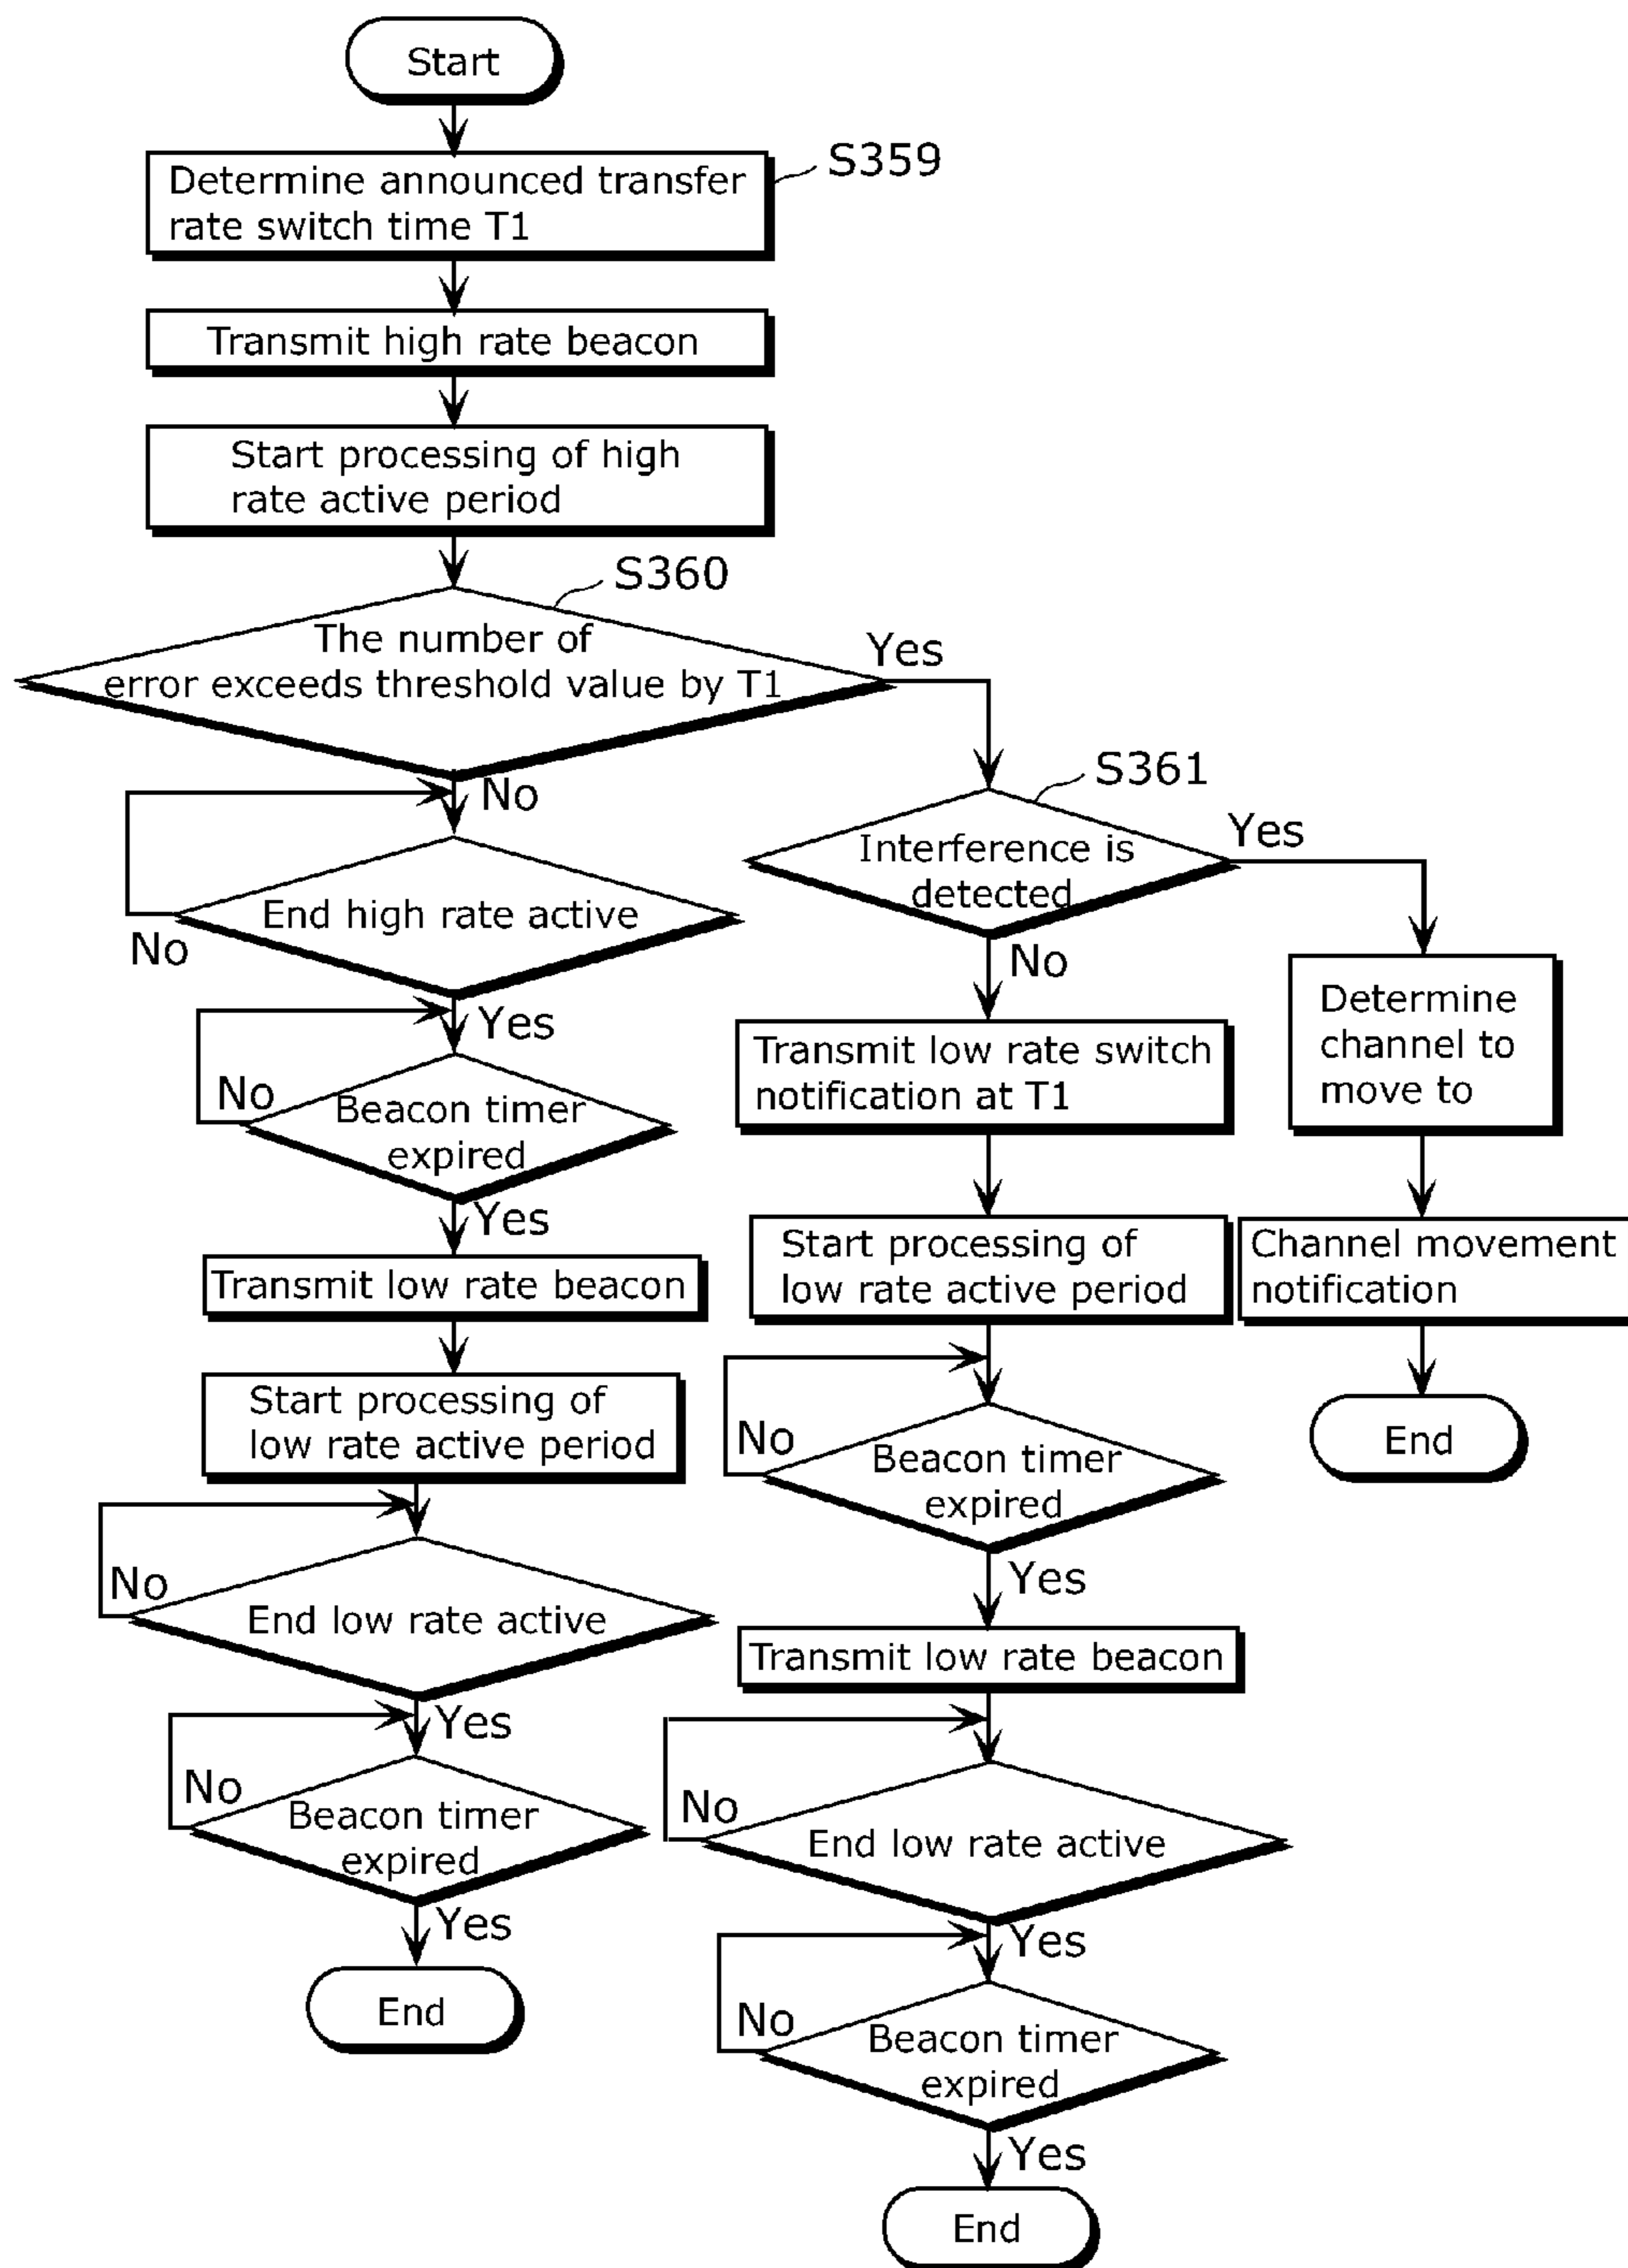 Start
Determine announced transfer
rate switch time T1
S359
Transmit high rate beacon
Start processing of high
rate active period
S360
The number of
error exceeds threshold value by T1
Yes
No
End high rate active
No
Yes
Beacon timer
expired
No
Yes
Transmit low rate beacon
Start processing of
low rate active period
End low rate active
No
Yes
Beacon timer
expired
No
Yes
End
S361
Interference is
detected
Yes
No
Transmit low rate switch
notification at T1
Start processing of
low rate active period
Beacon timer
expired
No
Yes
Transmit low rate beacon
End low rate active
No
Yes
Beacon timer
expired
No
Yes
End
Determine
channel to
move to
Channel movement
notification
End